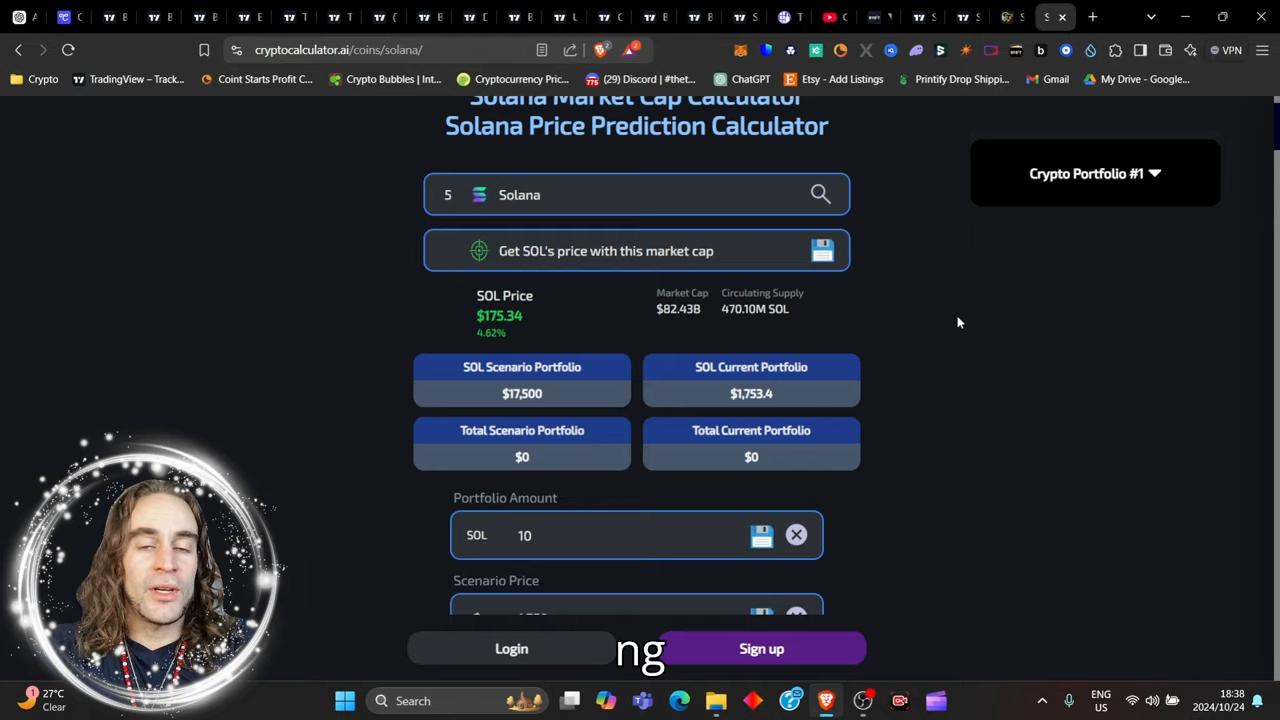 cryptocalculator.ai/coins/solana/
2
2
VPN
Crypto
TradingView – Track...
Coint Starts Profit C...
Crypto Bubbles | Int...
Cryptocurrency Pric...
(29) Discord | #thet...
ChatGPT
Etsy - Add Listings
Printify Drop Shippi...
Gmail
My Drive - Google...
Solana Market Cap Calculator
Solana Price Prediction Calculator
Crypto Portfolio #1
5 Solana
Get SOL's price with this market cap
SOL Price
$175.34
4.62%
Market Cap
$82.43B
Circulating Supply
470.10M SOL
SOL Scenario Portfolio
$17,500
SOL Current Portfolio
$1,753.4
Total Scenario Portfolio
$0
Total Current Portfolio
$0
Portfolio Amount
SOL 10
Scenario Price
Login
ng
Sign up
1
27°C
Clear
Search
ENG
US
18:38
2024/10/24